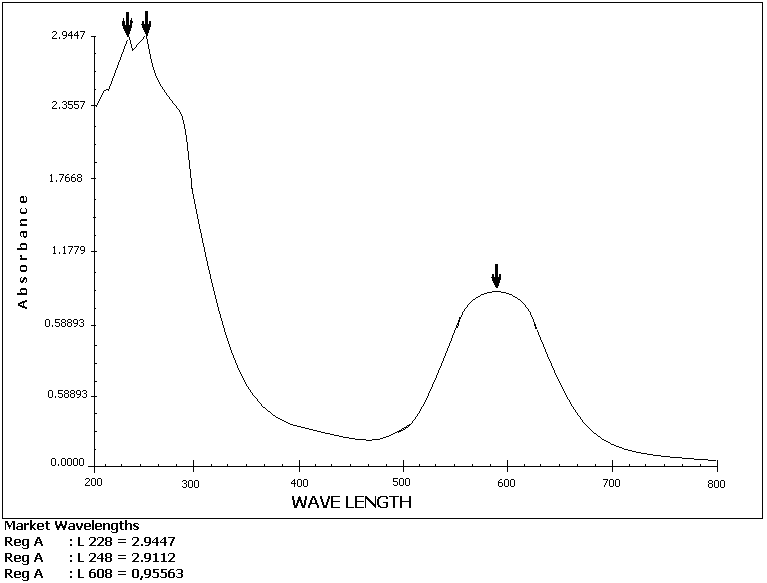 2.9447
2.3557
1.7668
1.1779
0.58893
0.58893
0.0000
Absorbance
200 300 400 500 600 700 800
WAVE LENGTH
Market Wavelengths
Reg A : L 228 = 2.9447
Reg A : L 248 = 2.9112
Reg A : L 608 = 0,95563